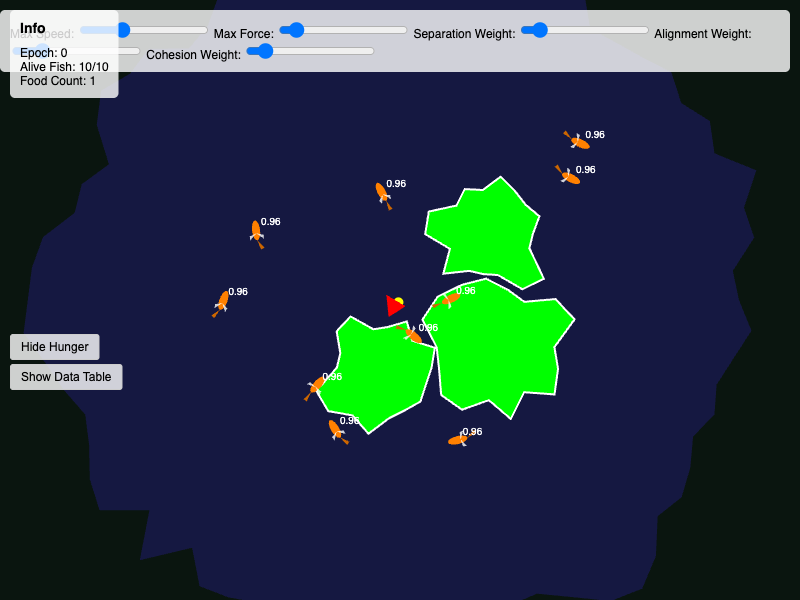 Max Speed: Max Force: Separation Weight: Alignment Weight:
Cohesion Weight:
Info
Epoch: 0
Alive Fish: 10/10
Food Count: 1
0.96
0.96
0.96
0.96
0.96
0.96
0.96
Hide Hunger
Show Data Table
0.96
0.96
0.96